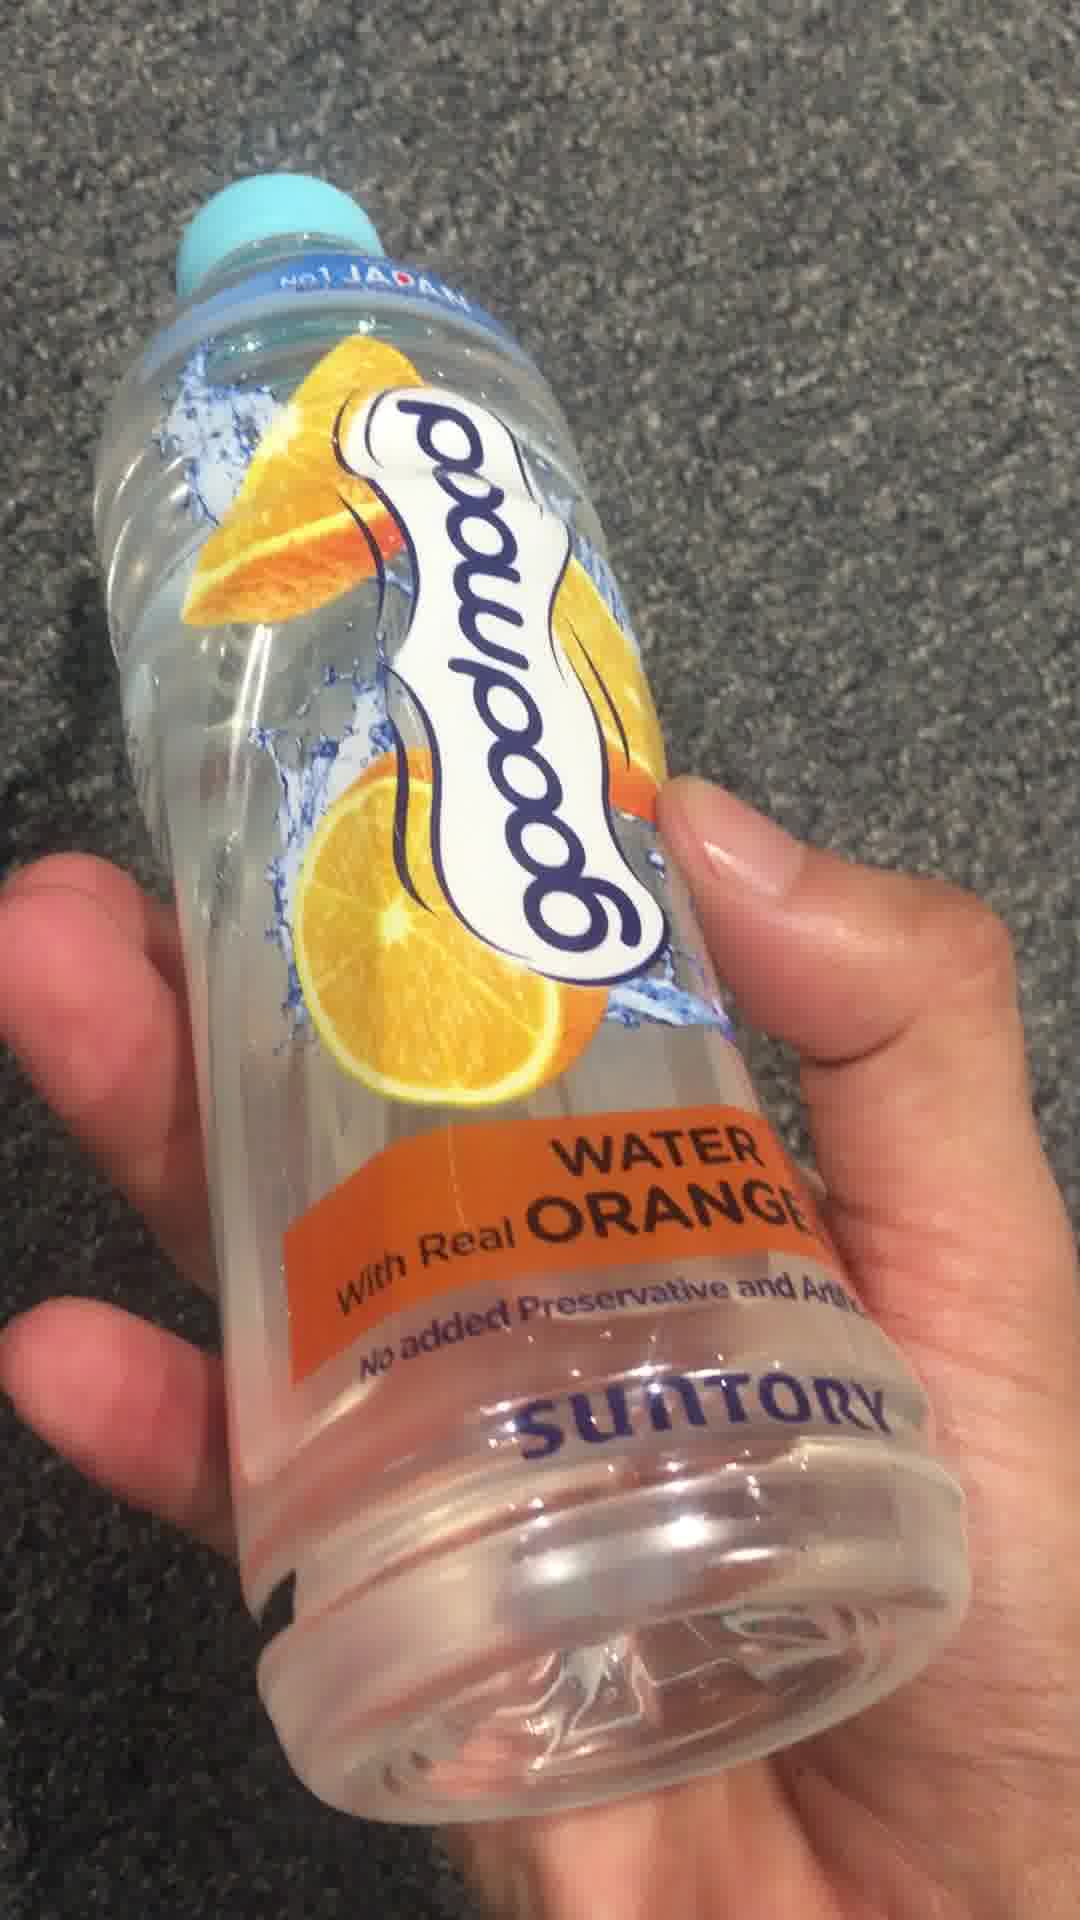 No1 JAPAN
goodmood
WATER
With Real ORANGE
No added Preservative and
SUNTORY